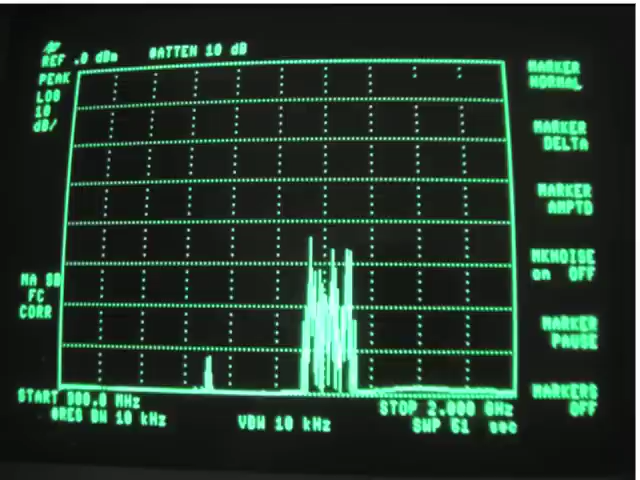 REF .0 dBm #ATTEN 10 dB
PEAK
LOG
10
dB/
MA SB
FC
CORR
START 900.0 MHz
#RES BW 10 kHz
VBW 10 kHz
STOP 2.000 GHz
SWP 51 sec
MARKER
NORMAL
MARKER
DELTA
MARKER
AMPTD
MKNOISE
on OFF
MARKER
PAUSE
MARKERS
OFF